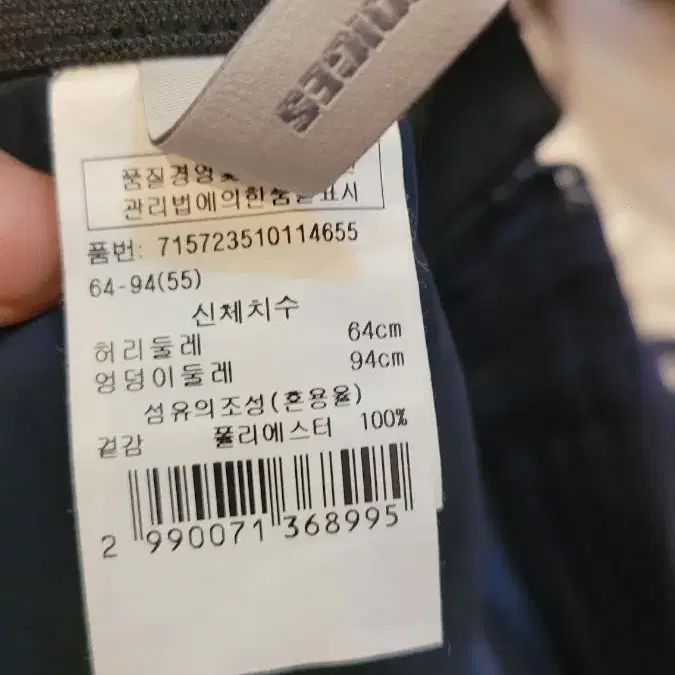 품질경영
관리법에의한품질표시
품번: 715723510114655
64-94(55)
신체치수
허리둘레 64cm
엉덩이둘레 94cm
섬유의조성(혼용율)
겉감 폴리에스터 100%
2 990071 368995